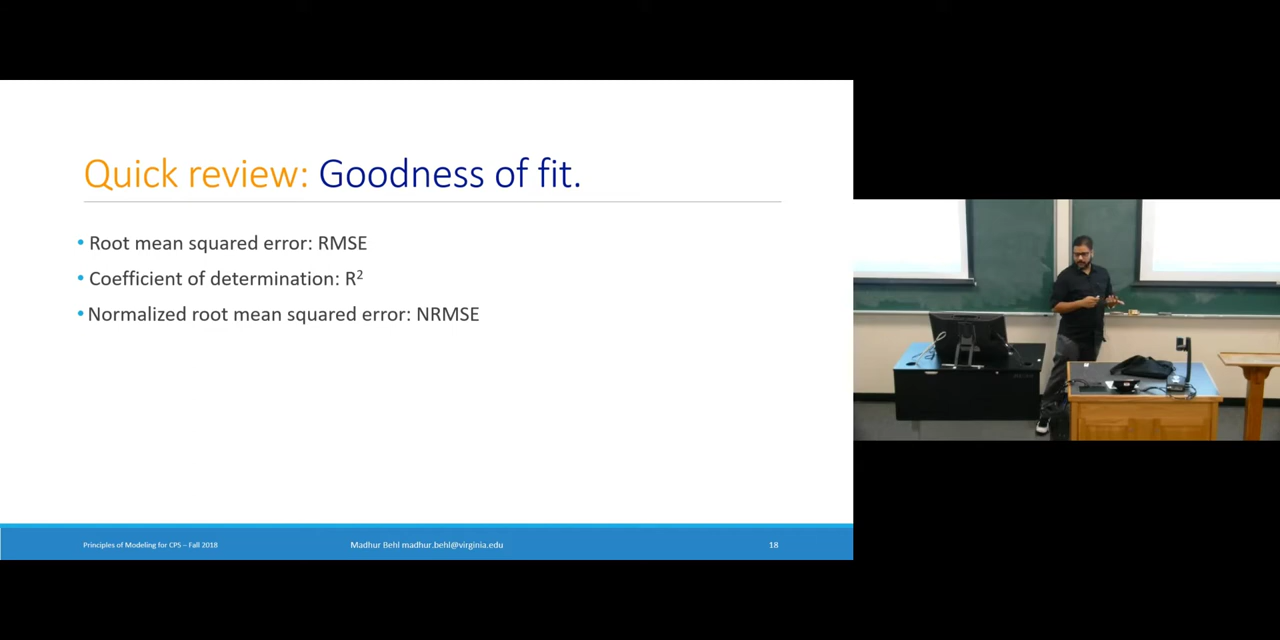 Quick review: Goodness of fit.
• Root mean squared error: RMSE
• Coefficient of determination: R²
• Normalized root mean squared error: NRMSE
Principles of Modeling for CPS – Fall 2018
Madhur Behl madhur.behl@virginia.edu
18